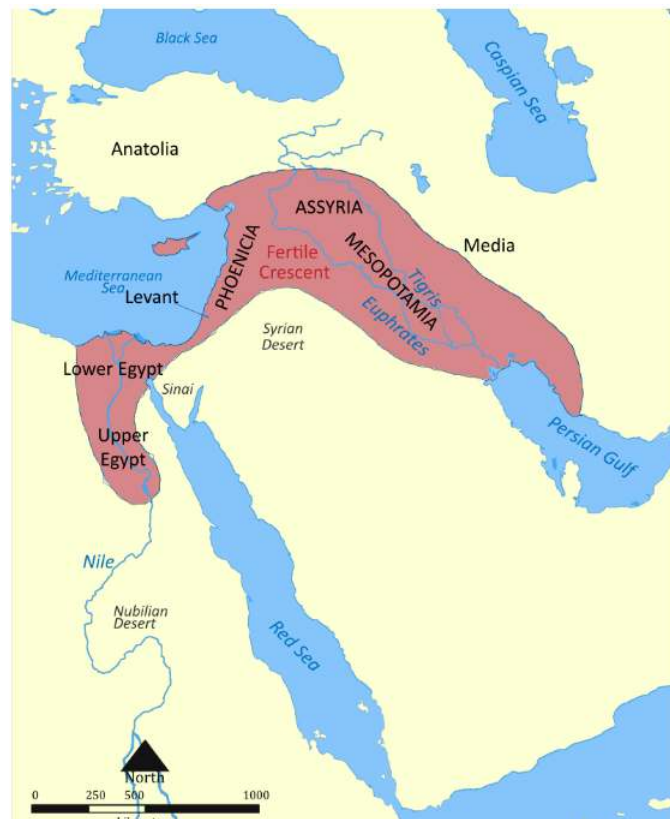 Black Sea
Caspian Sea
Anatolia
ASSYRIA
PHOENICIA
Fertile
Crescent
MESOPOTAMIA
Tigris
Euphrates
Media
Mediterranean
Sea
Levant
Syrian
Desert
Lower Egypt
Sinai
Upper
Egypt
Persian Gulf
Nile
Nubilian
Desert
Red Sea
North
0 250 500 1000